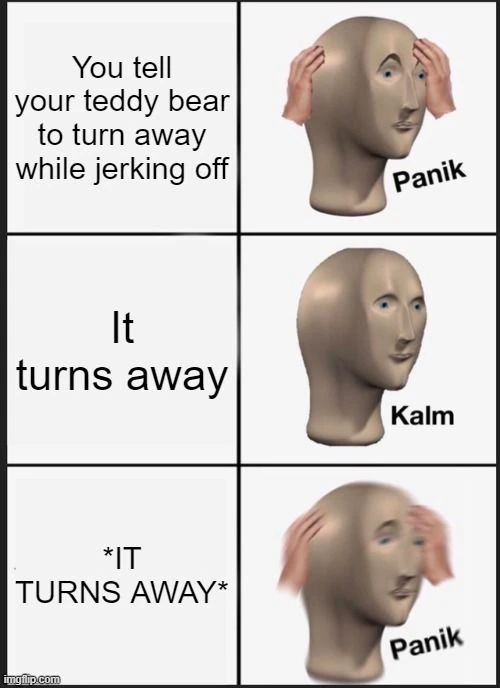 You tell
your teddy bear
to turn away
while jerking off
Panik
It
turns away
Kalm
*IT
TURNS AWAY*
Panik
imgflip.com